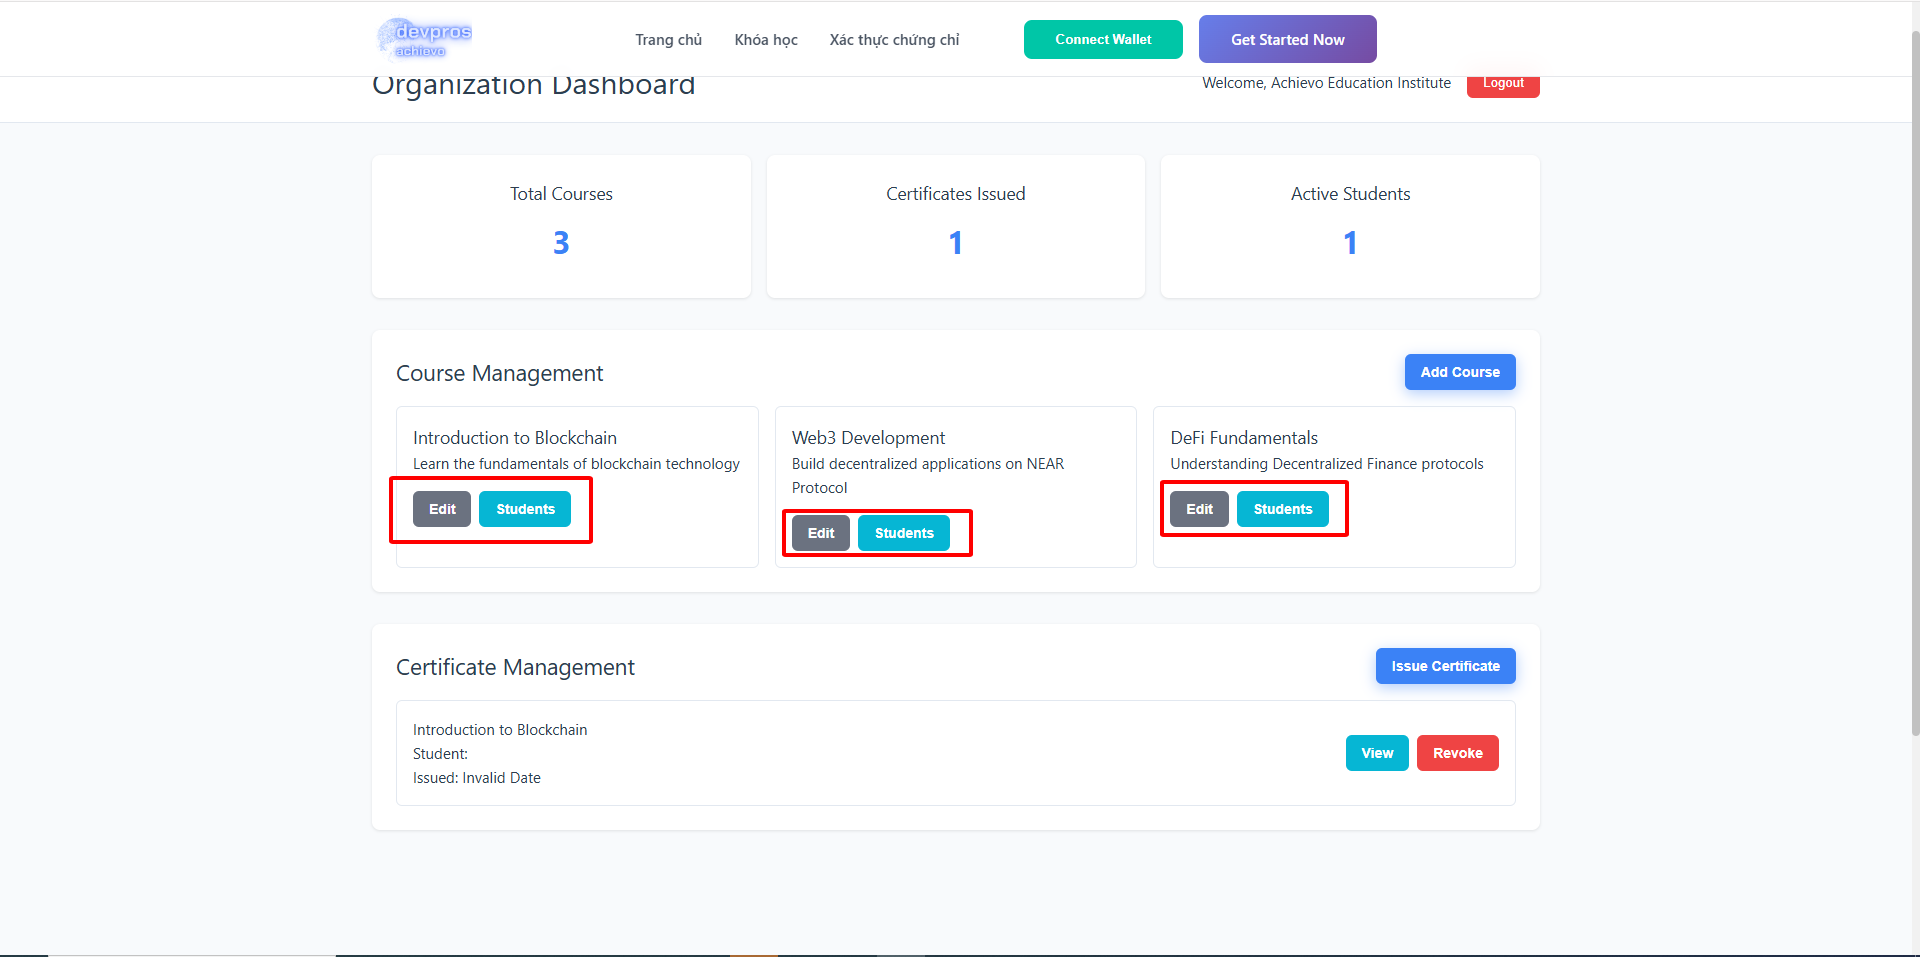 devpros
achievo
Trang chủ
Khóa học
Xác thực chứng chỉ
Connect Wallet
Get Started Now
Organization Dashboard
Welcome, Achievo Education Institute
Logout
Total Courses
3
Certificates Issued
1
Active Students
1
Course Management
Add Course
Introduction to Blockchain
Learn the fundamentals of blockchain technology
Edit
Students
Web3 Development
Build decentralized applications on NEAR
Protocol
Edit
Students
DeFi Fundamentals
Understanding Decentralized Finance protocols
Edit
Students
Certificate Management
Issue Certificate
Introduction to Blockchain
Student:
Issued: Invalid Date
View
Revoke